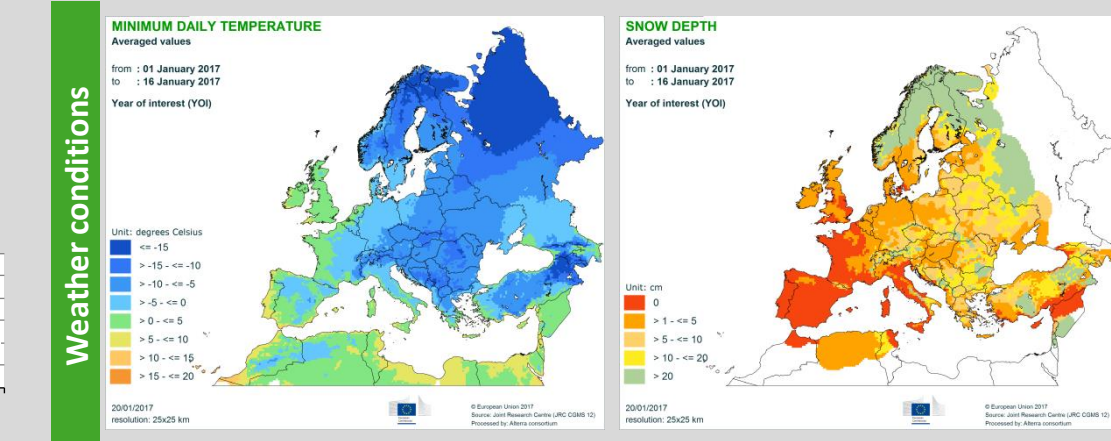 Weather conditions
MINIMUM DAILY TEMPERATURE
Averaged values
from : 01 January 2017
to : 16 January 2017
Year of interest (YOI)
Unit: degrees Celsius
<= -15
> -15 - <= -10
> -10 - <= -5
> -5 - <= 0
> 0 - <= 5
> 5 - <= 10
> 10 - <= 15
> 15 - <= 20
20/01/2017
resolution: 25x25 km
© European Union 2017
Source: Joint Research Centre (JRC CGMS 12)
Processed by: Alterra consortium
SNOW DEPTH
Averaged values
from : 01 January 2017
to : 16 January 2017
Year of interest (YOI)
Unit: cm
0
> 1 - <= 5
> 5 - <= 10
> 10 - <= 20
> 20
20/01/2017
resolution: 25x25 km
© European Union 2017
Source: Joint Research Centre (JRC CGMS 12)
Processed by: Alterra consortium